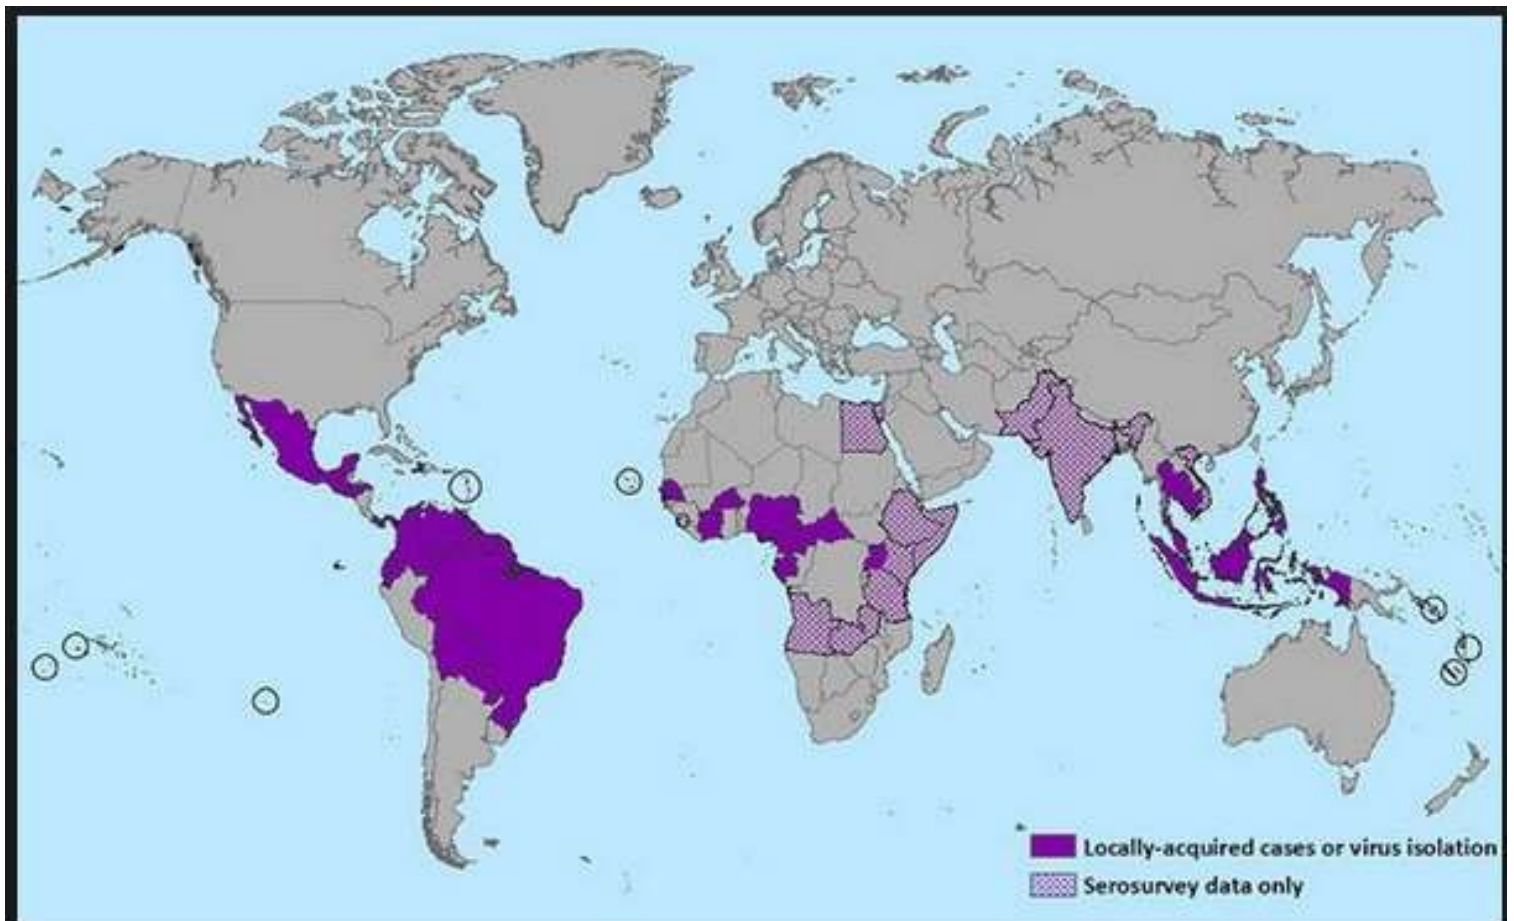 Locally-acquired cases or virus isolation
Serosurvey data only